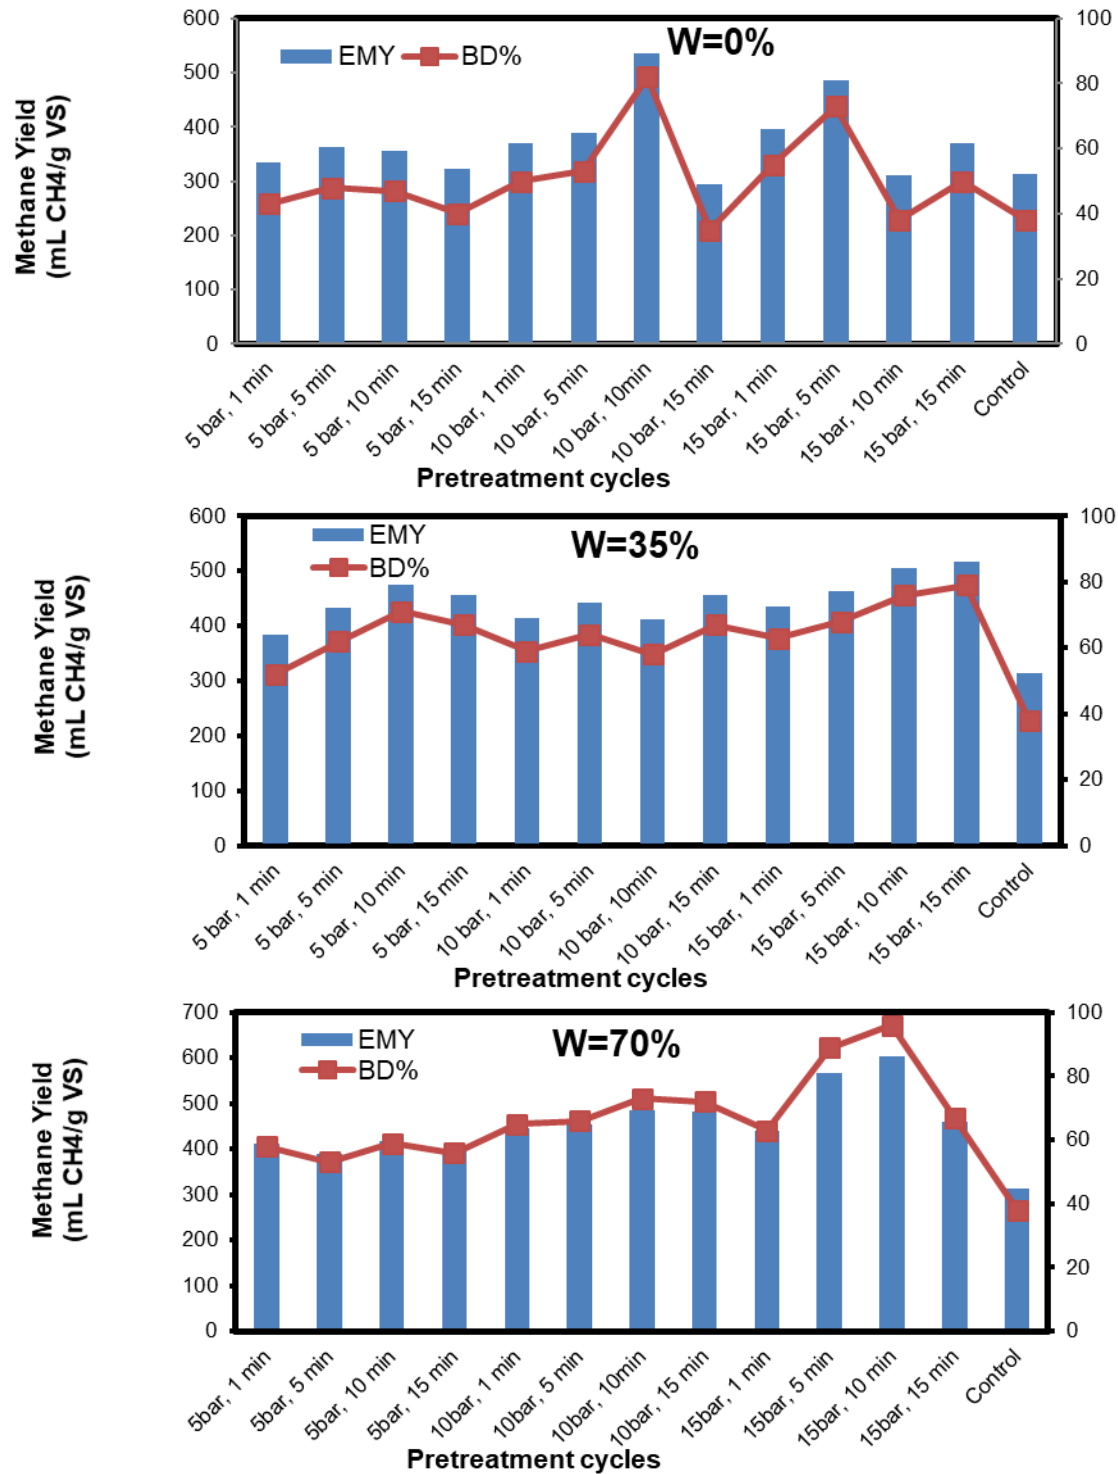 W=0%
EMY BD%
Methane Yield
(mL CH4/g VS)
600
500
400
300
200
100
0
100
80
60
40
20
0
5 bar, 1 min
5 bar, 5 min
5 bar, 10 min
5 bar, 15 min
10 bar, 1 min
10 bar, 5 min
10 bar, 10min
10 bar, 15 min
15 bar, 1 min
15 bar, 5 min
15 bar, 10 min
15 bar, 15 min
Control
Pretreatment cycles
W=35%
EMY
BD%
Methane Yield
(mL CH4/g VS)
600
500
400
300
200
100
0
100
80
60
40
20
0
5 bar, 1 min
5 bar, 5 min
5 bar, 10 min
5 bar, 15 min
10 bar, 1 min
10 bar, 5 min
10 bar, 10min
10 bar, 15 min
15 bar, 1 min
15 bar, 5 min
15 bar, 10 min
15 bar, 15 min
Control
Pretreatment cycles
W=70%
EMY
BD%
Methane Yield
(mL CH4/g VS)
700
600
500
400
300
200
100
0
100
80
60
40
20
0
5bar, 1 min
5bar, 5 min
5bar, 10 min
5bar, 15 min
10bar, 1 min
10bar, 5 min
10bar, 10min
10bar, 15 min
15bar, 1 min
15bar, 5 min
15bar, 10 min
15bar, 15 min
Control
Pretreatment cycles